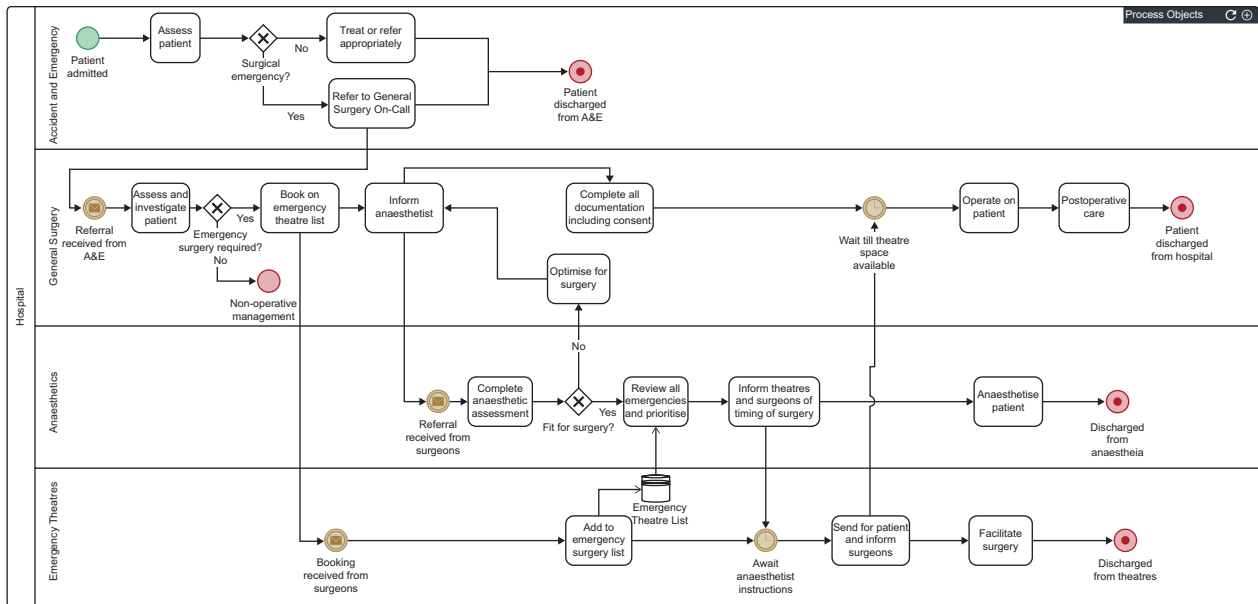 Process Objects
Hospital
Accident and Emergency
Patient
admitted
Assess
patient
Surgical
emergency?
No
Yes
Treat or refer
appropriately
Refer to General
Surgery On-Call
Patient
discharged
from A&E
General Surgery
Referral
received from
A&E
Assess and
investigate
patient
Emergency
surgery required?
Yes
No
Non-operative
management
Book on
emergency
theatre list
Inform
anaesthetist
Complete all
documentation
including consent
Optimise for
surgery
Wait till theatre
space
available
Operate on
patient
Postoperative
care
Patient
discharged
from hospital
Anaesthetics
Referral
received from
surgeons
Complete
anaesthetic
assessment
No
Yes
Fit for surgery?
Review all
emergencies
and prioritise
Inform theatres
and surgeons of
timing of surgery
Anaesthetise
patient
Discharged
from
anaestheia
Emergency Theatres
Booking
received from
surgeons
Add to
emergency
surgery list
Emergency
Theatre List
Await
anaesthetist
instructions
Send for patient
and inform
surgeons
Facilitate
surgery
Discharged
from theatres